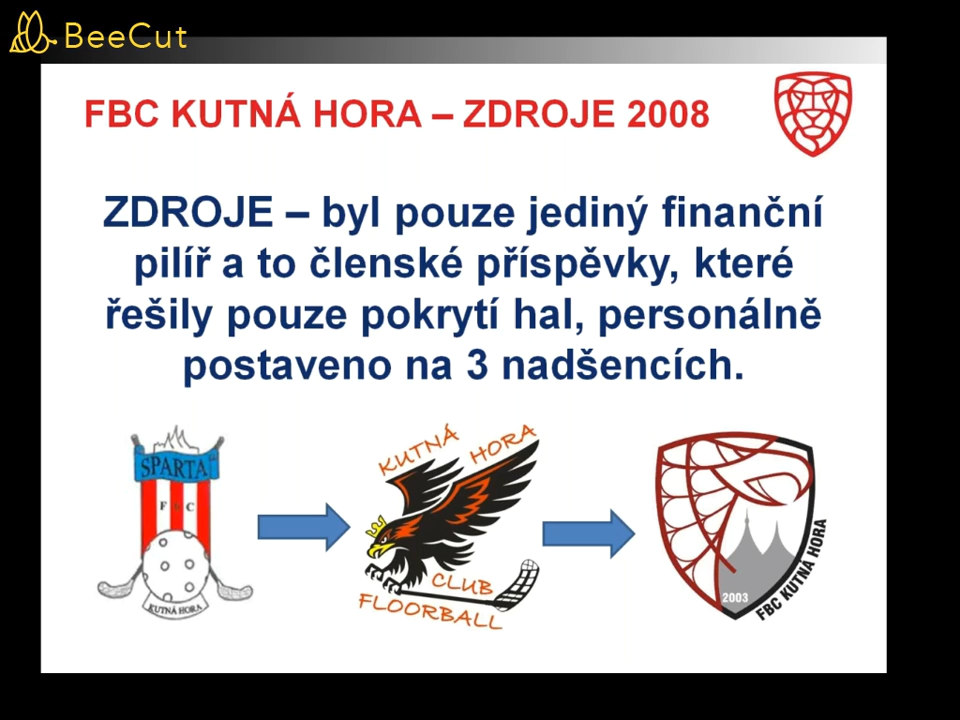 BeeCut
FBC KUTNÁ HORA – ZDROJE 2008
ZDROJE – byl pouze jediný finanční
pilíř a to členské příspěvky, které
řešily pouze pokrytí hal, personálně
postaveno na 3 nadšencích.
SPARTA
F B C
KUTNÁ HORA
KUTNÁ HORA
CLUB
FLOORBALL
2003
FBC KUTNÁ HORA